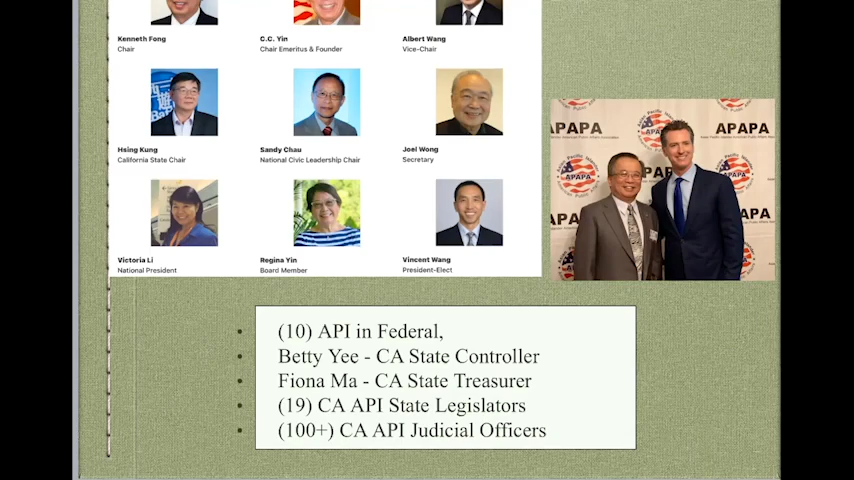 Kenneth Fong
Chair
C.C. Yin
Chair Emeritus & Founder
Albert Wang
Vice-Chair
Hsing Kung
California State Chair
Sandy Chau
National Civic Leadership Chair
Joel Wong
Secretary
Victoria Li
National President
Regina Yin
Board Member
Vincent Wang
President-Elect
APAPA
APAPA
APAPA
APAPA
• (10) API in Federal,
• Betty Yee - CA State Controller
• Fiona Ma - CA State Treasurer
• (19) CA API State Legislators
• (100+) CA API Judicial Officers